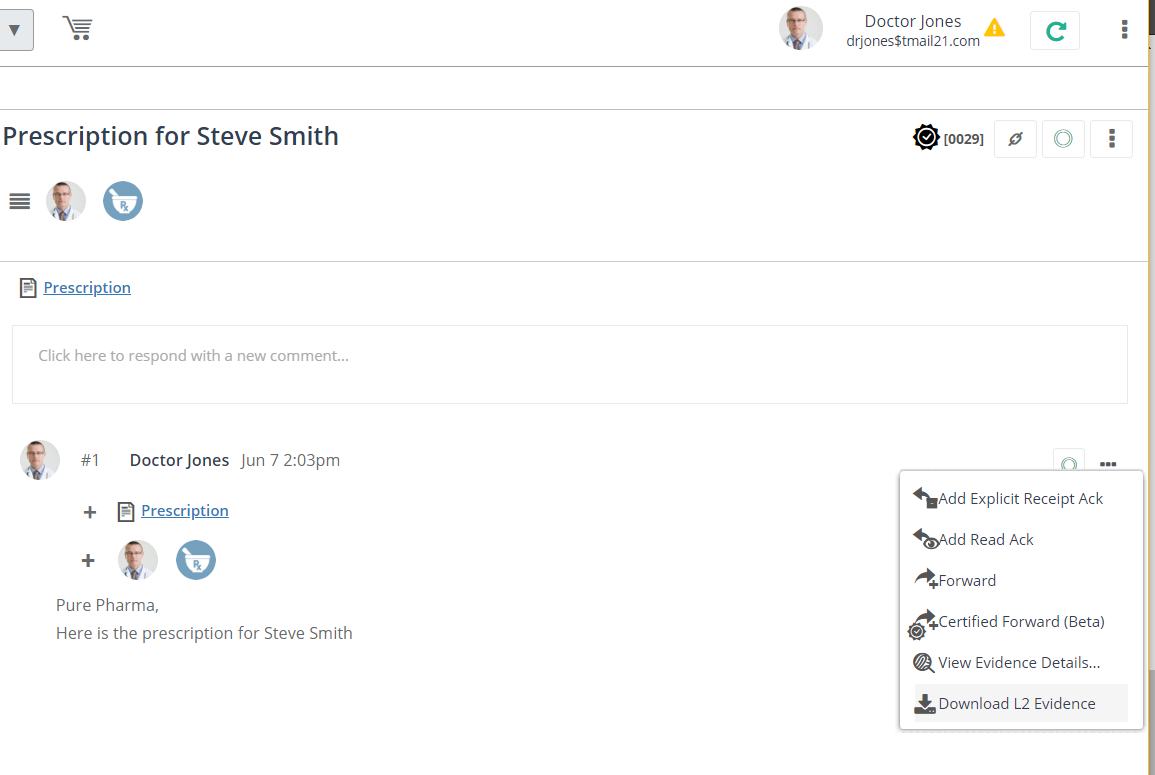 Doctor Jones
drjones$tmail21.com
Prescription for Steve Smith
[0029]
Rx
Prescription
Click here to respond with a new comment...
#1 Doctor Jones Jun 7 2:03pm
Prescription
Rx
Pure Pharma,
Here is the prescription for Steve Smith
Add Explicit Receipt Ack
Add Read Ack
Forward
Certified Forward (Beta)
View Evidence Details...
Download L2 Evidence